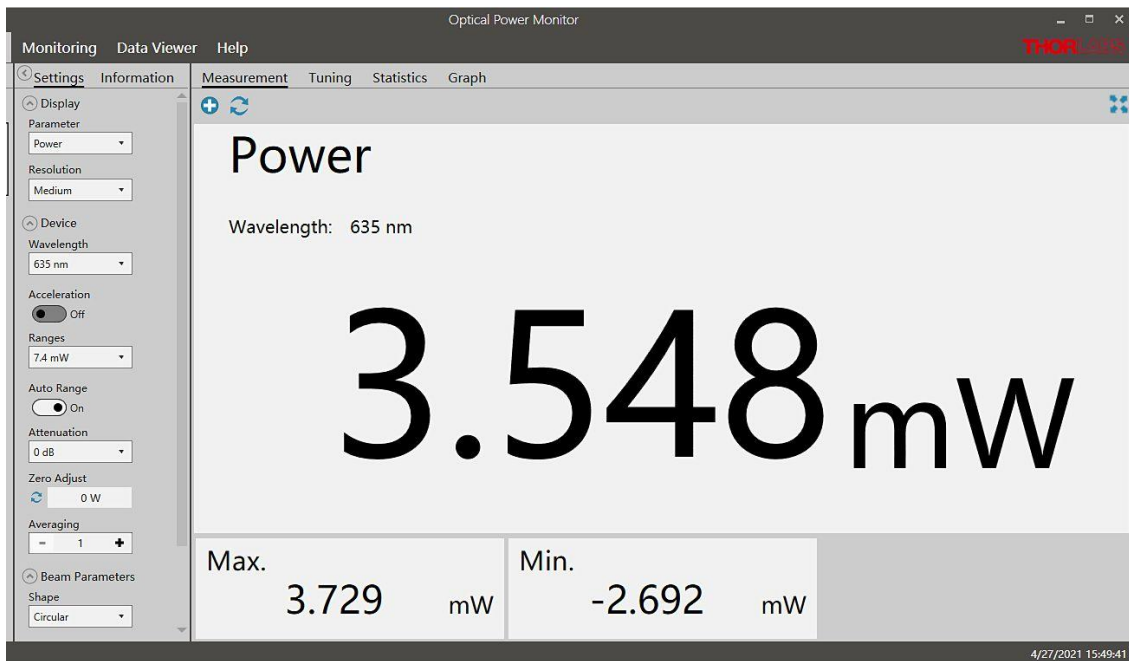 Optical Power Monitor
Monitoring Data Viewer Help
THORLABS
Settings Information
Measurement Tuning Statistics Graph
Display
Parameter
Power
Resolution
Medium
Device
Wavelength
635 nm
Acceleration
Off
Ranges
7.4 mW
Auto Range
On
Attenuation
0 dB
Zero Adjust
0 W
Averaging
- 1 +
Beam Parameters
Shape
Circular
Power
Wavelength: 635 nm
3.548 mW
Max.
3.729 mW
Min.
-2.692 mW
4/27/2021 15:49:41